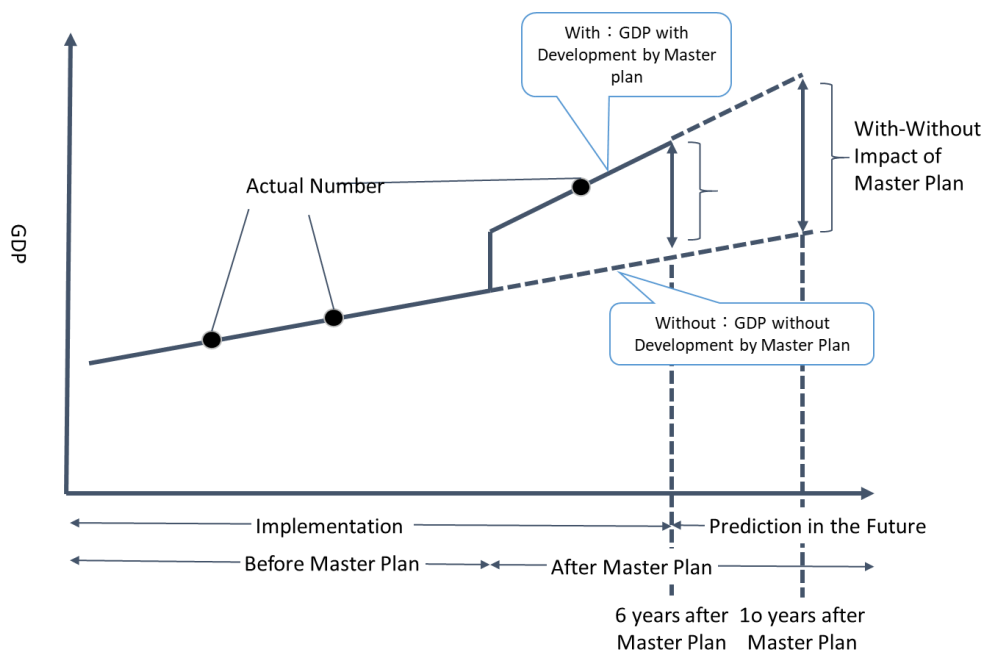 With：GDP with
Development by Master
plan
With-Without
Impact of
Master Plan
Actual Number
GDP
Without：GDP without
Development by Master Plan
Implementation
Prediction in the Future
Before Master Plan
After Master Plan
6 years after
Master Plan
1o years after
Master Plan